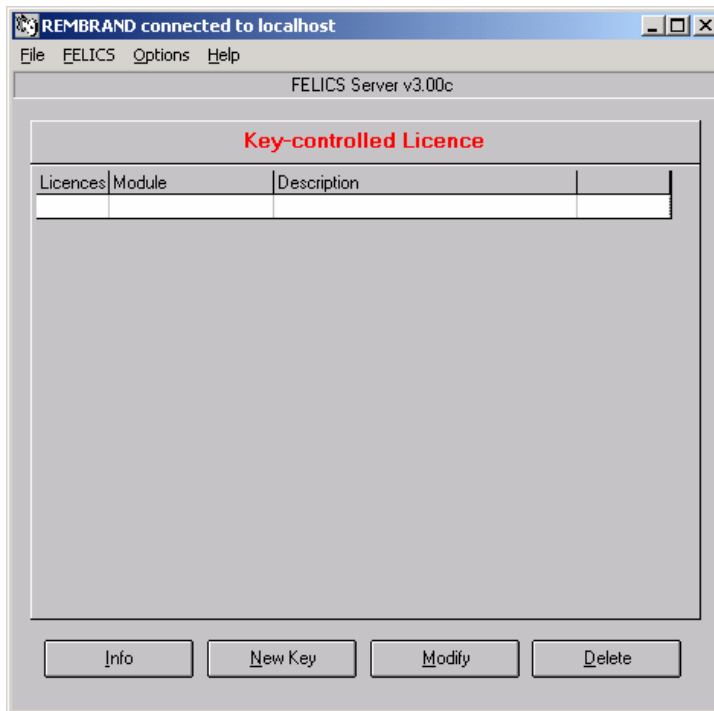 REMBRAND connected to localhost
File FELICS Options Help
FELICS Server v3.00c
Key-controlled Licence
Licences Module Description
Info New Key Modify Delete